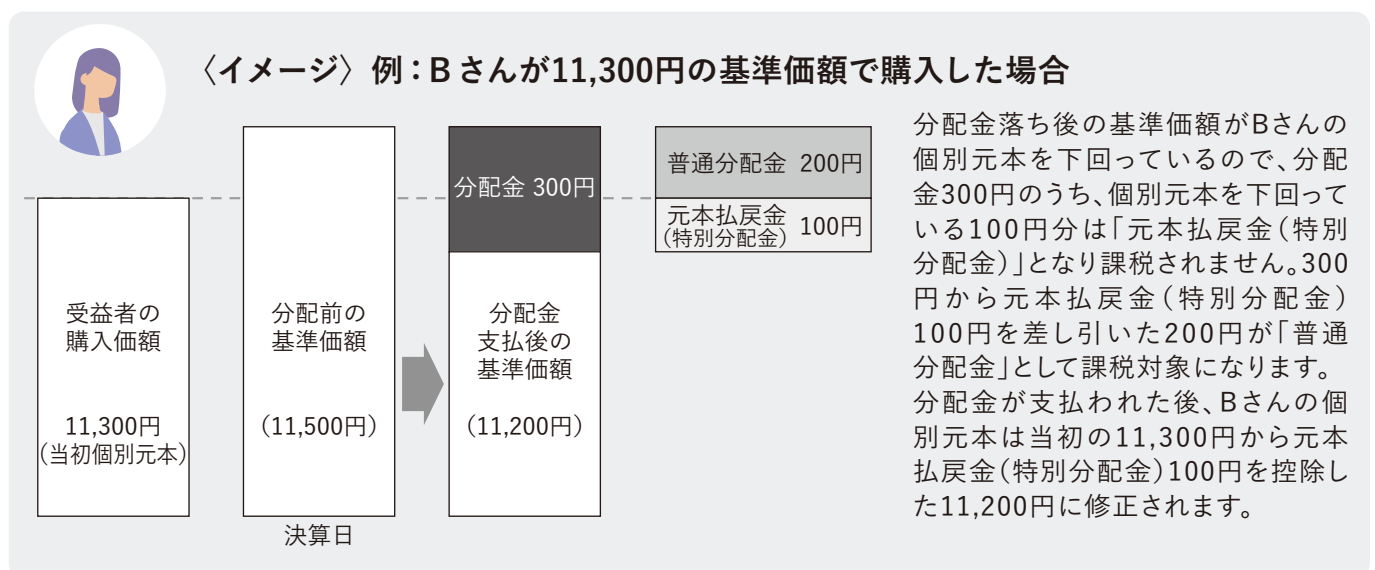 〈イメージ〉例：Bさんが11,300円の基準価額で購入した場合
受益者の
購入価額
11,300円
（当初個別元本）
分配前の
基準価額
（11,500円）
決算日
分配金 300円
分配金
支払後の
基準価額
（11,200円）
普通分配金 200円
元本払戻金
（特別分配金） 100円
分配金落ち後の基準価額がBさんの
個別元本を下回っているので、分配
金300円のうち、個別元本を下回って
いる100円分は「元本払戻金（特別
分配金）」となり課税されません。300
円から元本払戻金（特別分配金）
100円を差し引いた200円が「普通
分配金」として課税対象になります。
分配金が支払われた後、Bさんの個
別元本は当初の11,300円から元本
払戻金（特別分配金）100円を控除し
た11,200円に修正されます。